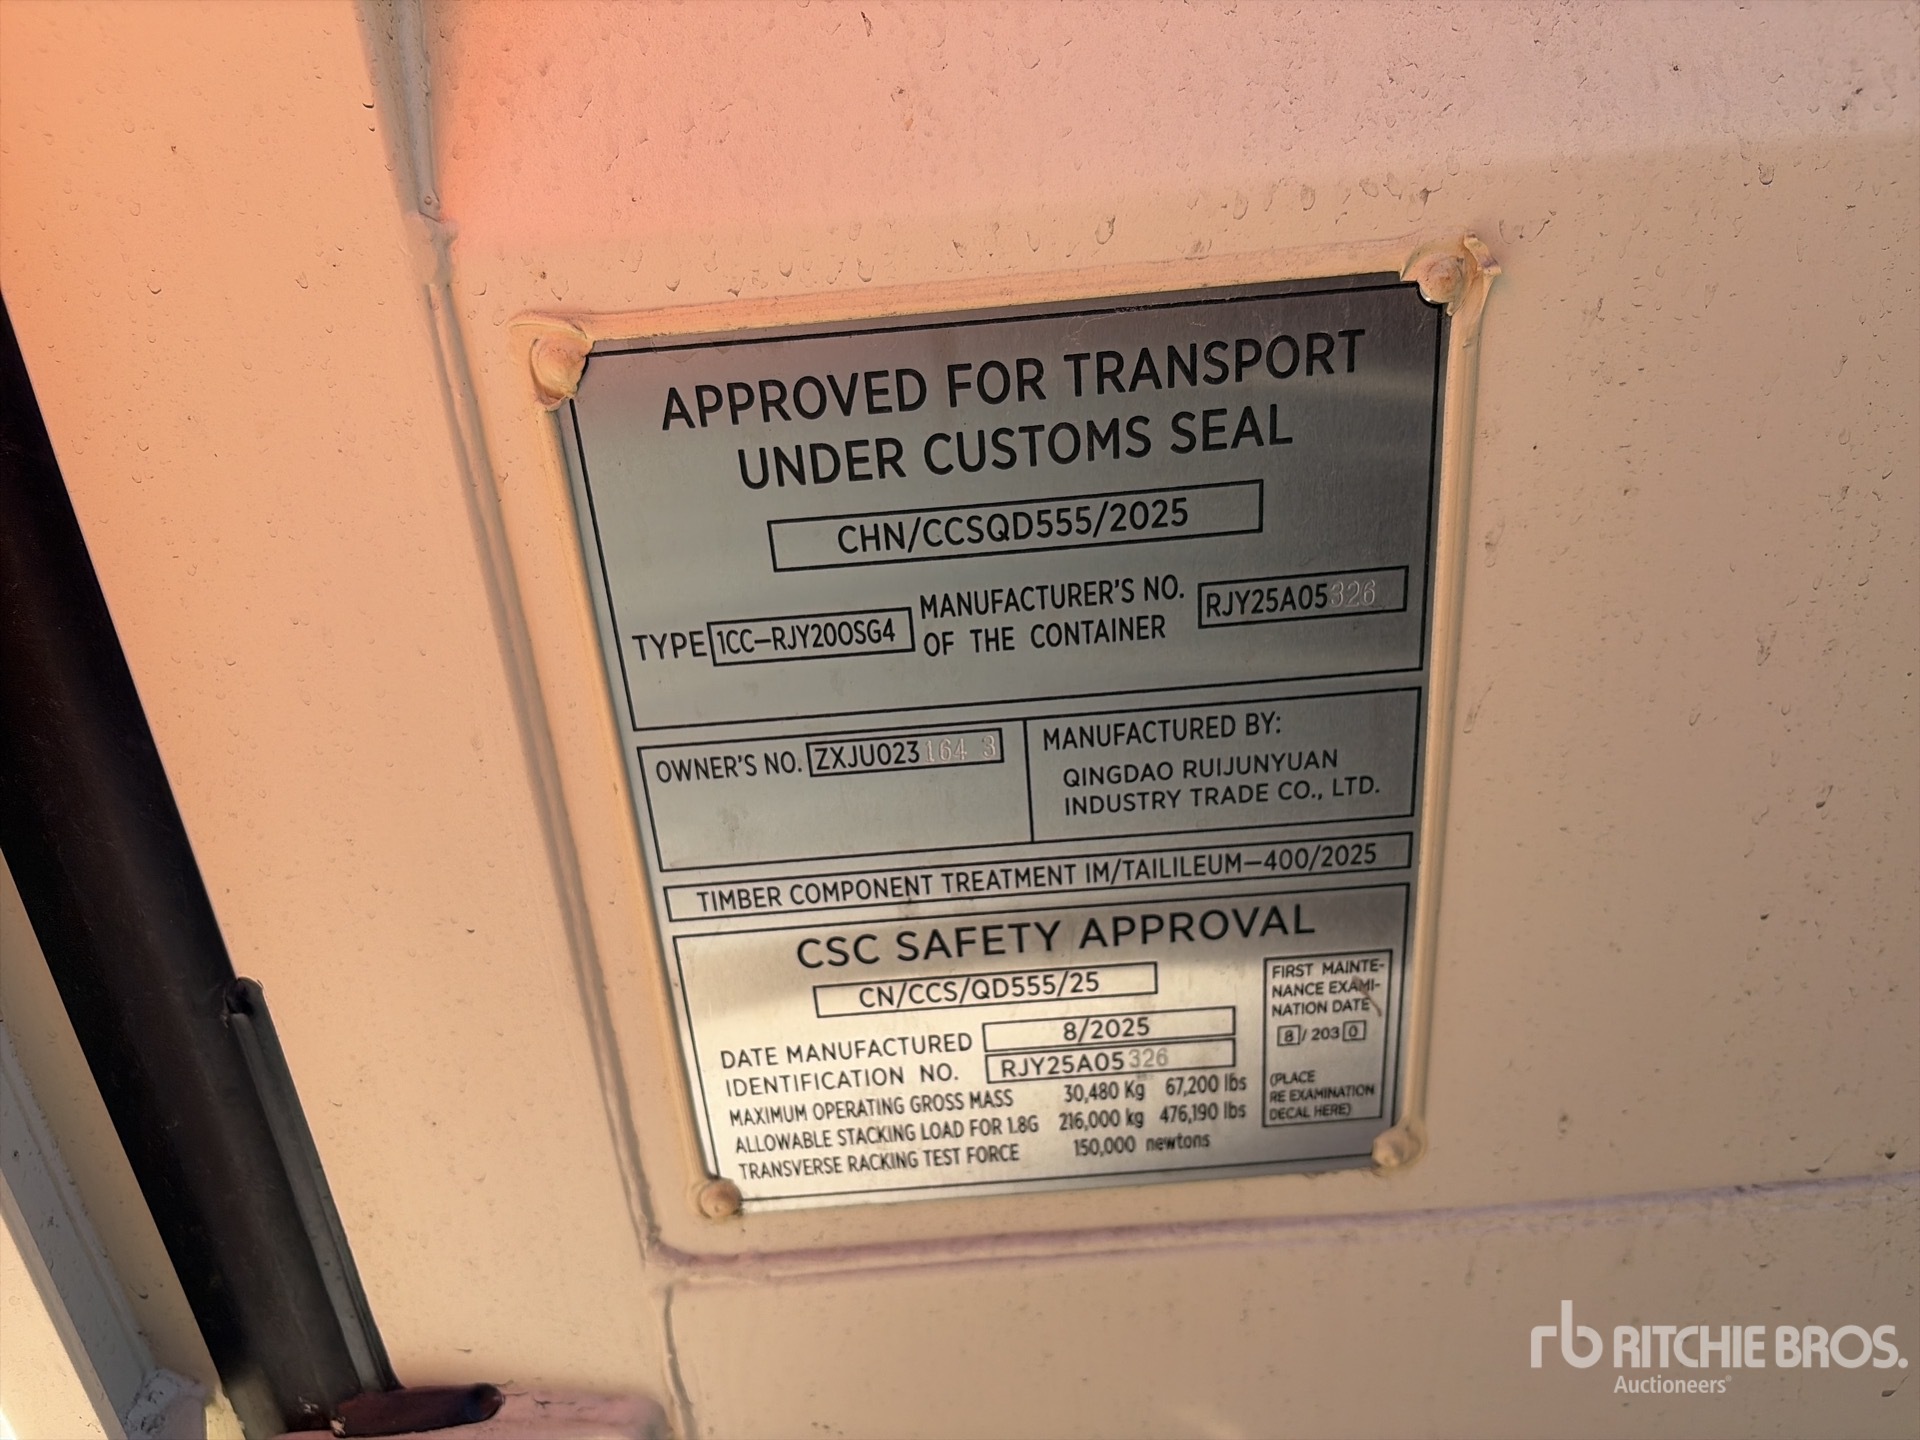 APPROVED FOR TRANSPORT
UNDER CUSTOMS SEAL
CHN/CCSQD555/2025
TYPE 1CC-RJY20OSG4 MANUFACTURER'S NO. OF THE CONTAINER RJY25A05326
OWNER'S NO. ZXJU023164 3
MANUFACTURED BY:
QINGDAO RUIJUNYUAN
INDUSTRY TRADE CO., LTD.
TIMBER COMPONENT TREATMENT IM/TAILILEUM-400/2025
CSC SAFETY APPROVAL
CN/CCS/QD555/25
DATE MANUFACTURED 8/2025
IDENTIFICATION NO. RJY25A05326
MAXIMUM OPERATING GROSS MASS 30,480 Kg 67,200 lbs
ALLOWABLE STACKING LOAD FOR 1.8G 216,000 kg 476,190 lbs
TRANSVERSE RACKING TEST FORCE 150,000 newtons
FIRST MAINTE-
NANCE EXAMI-
NATION DATE
8/2030
(PLACE
RE EXAMINATION
DECAL HERE)
rb RITCHIE BROS.
Auctioneers